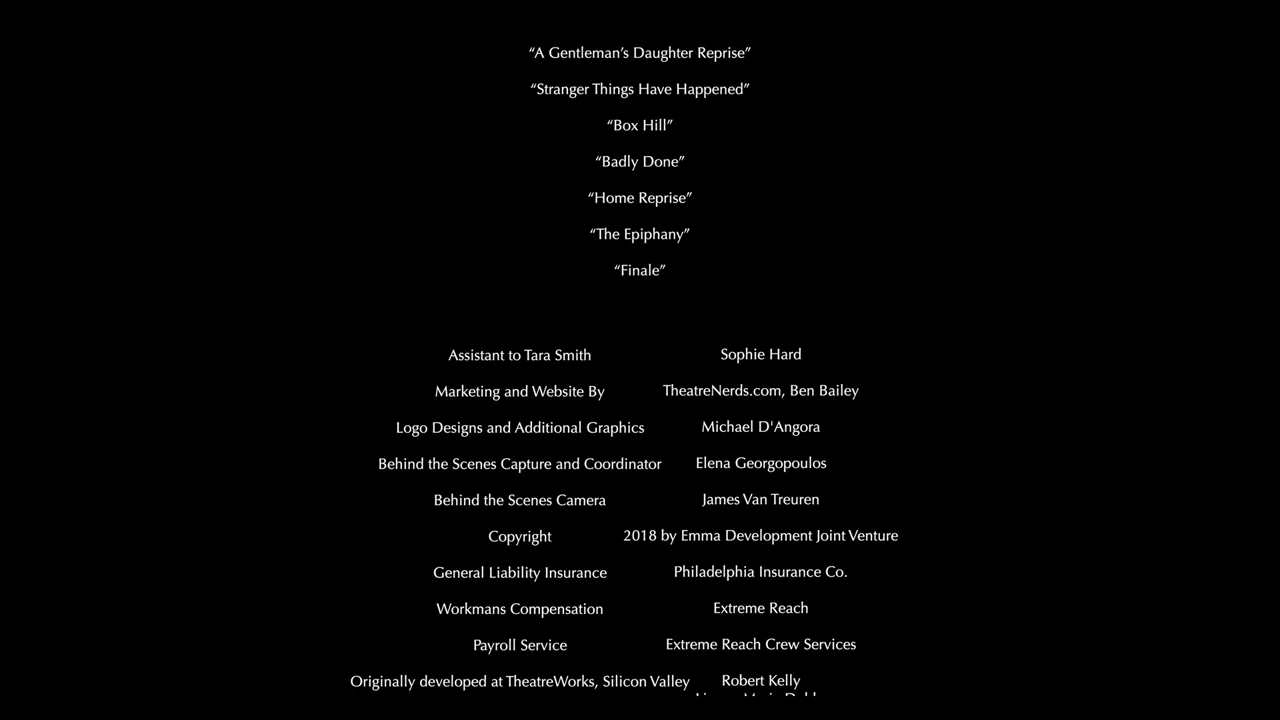 “A Gentleman’s Daughter Reprise”
“Stranger Things Have Happened”
“Box Hill”
“Badly Done”
“Home Reprise”
“The Epiphany”
“Finale”
Assistant to Tara Smith Sophie Hard
Marketing and Website By TheatreNerds.com, Ben Bailey
Logo Designs and Additional Graphics Michael D'Angora
Behind the Scenes Capture and Coordinator Elena Georgopoulos
Behind the Scenes Camera James Van Treuren
Copyright 2018 by Emma Development Joint Venture
General Liability Insurance Philadelphia Insurance Co.
Workmans Compensation Extreme Reach
Payroll Service Extreme Reach Crew Services
Originally developed at TheatreWorks, Silicon Valley Robert Kelly